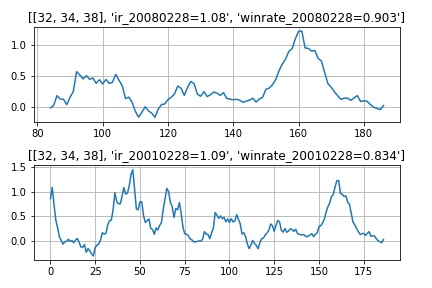 [[32, 34, 38], 'ir_20080228=1.08', 'winrate_20080228=0.903']
1.0
0.5
0.0
80 100 120 140 160 180
[[32, 34, 38], 'ir_20010228=1.09', 'winrate_20010228=0.834']
1.5
1.0
0.5
0.0
0 25 50 75 100 125 150 175